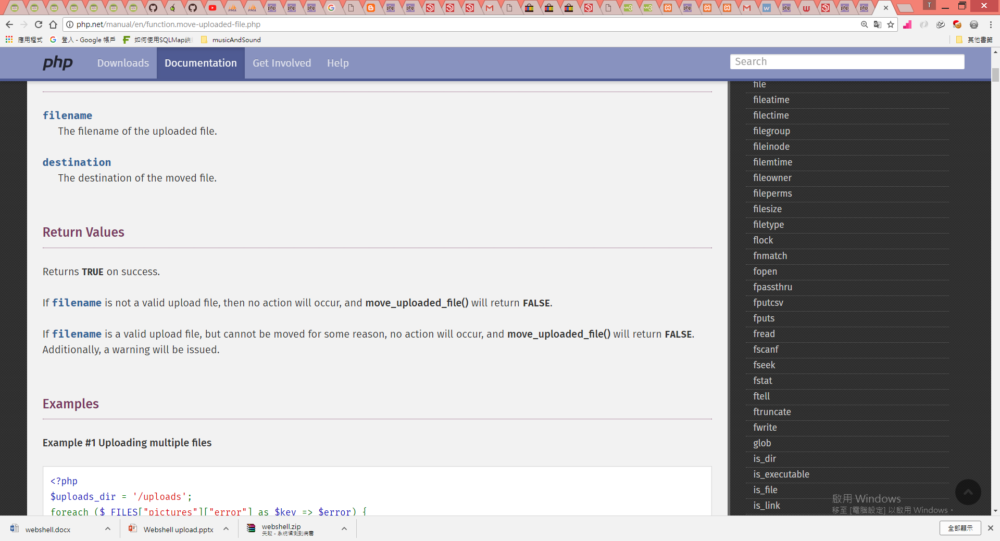 T
php.net/manual/en/function.move-uploaded-file.php
應用程式
登入 - Google 帳戶
如何使用SQLMap
musicAndSound
其他書籤
php
Downloads
Documentation
Get Involved
Help
Search
filename
The filename of the uploaded file.
destination
The destination of the moved file.
Return Values
Returns TRUE on success.
If filename is not a valid upload file, then no action will occur, and move_uploaded_file() will return FALSE.
If filename is a valid upload file, but cannot be moved for some reason, no action will occur, and move_uploaded_file() will return FALSE.
Additionally, a warning will be issued.
Examples
Example #1 Uploading multiple files
<?php
$uploads_dir = '/uploads';
foreach ($_FILES["pictures"]["error"] as $key => $error) {
file
fileatime
filectime
filegroup
fileinode
filemtime
fileowner
fileperms
filesize
filetype
flock
fnmatch
fopen
fpassthru
fputcsv
fputs
fread
fscanf
fseek
fstat
ftell
ftruncate
fwrite
glob
is_dir
is_executable
is_file
is_link
啟用 Windows
移至 [電腦設定] 以啟用 Windows。
webshell.docx
Webshell upload.pptx
webshell.zip
失敗 - 系統偵測到病毒
全部顯示